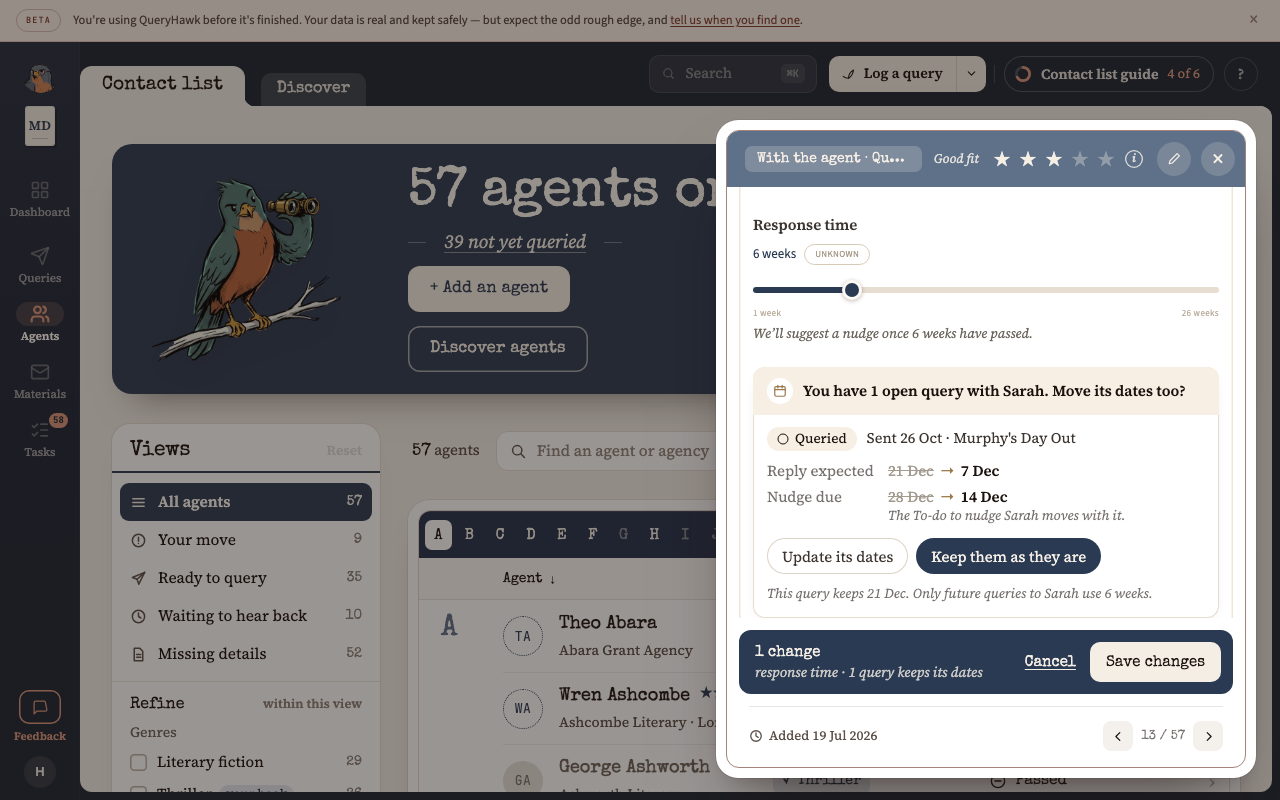 BETA
You're using QueryHawk before it's finished. Your data is real and kept safely — but expect the odd rough edge, and tell us when you find one.
×
MD
Dashboard
Queries
Agents
Materials
58
Tasks
Feedback
H
Contact list
Discover
Search
⌘K
Log a query
Contact list guide 4 of 6
?
57 agents
39 not yet queried
+ Add an agent
Discover agents
Views
Reset
All agents 57
Your move 9
Ready to query 35
Waiting to hear back 10
Missing details 52
Refine
within this view
Genres
Literary fiction 29
57 agents
Find an agent or agency
A B C D E F G H I
Agent ↓
A
TA
Theo Abara
Abara Grant Agency
WA
Wren Ashcombe ★
Ashcombe Literary ·
GA
George Ashworth
Thriller
Passed
With the agent · Qu…
Good fit
★ ★ ★ ★ ★
i
Response time
6 weeks
UNKNOWN
1 week
26 weeks
We'll suggest a nudge once 6 weeks have passed.
You have 1 open query with Sarah. Move its dates too?
Queried
Sent 26 Oct · Murphy's Day Out
Reply expected 21 Dec → 7 Dec
Nudge due 28 Dec → 14 Dec
The To-do to nudge Sarah moves with it.
Update its dates
Keep them as they are
This query keeps 21 Dec. Only future queries to Sarah use 6 weeks.
1 change
response time · 1 query keeps its dates
Cancel
Save changes
Added 19 Jul 2026
13 / 57